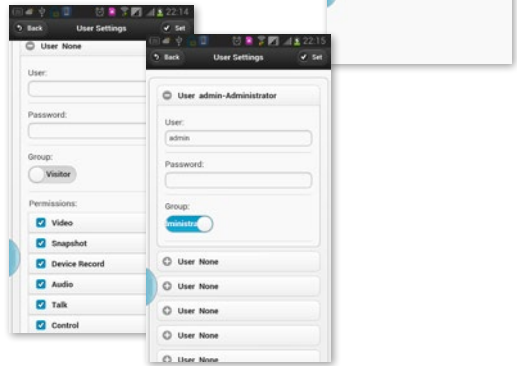 22:14
Back User Settings Set
User None
User:
Password:
Group:
Visitor
Permissions:
Video
Snapshot
Device Record
Audio
Talk
Control
22:15
Back User Settings Set
User admin-Administrator
User:
admin
Password:
Group:
ministra
User None
User None
User None
User None
User None